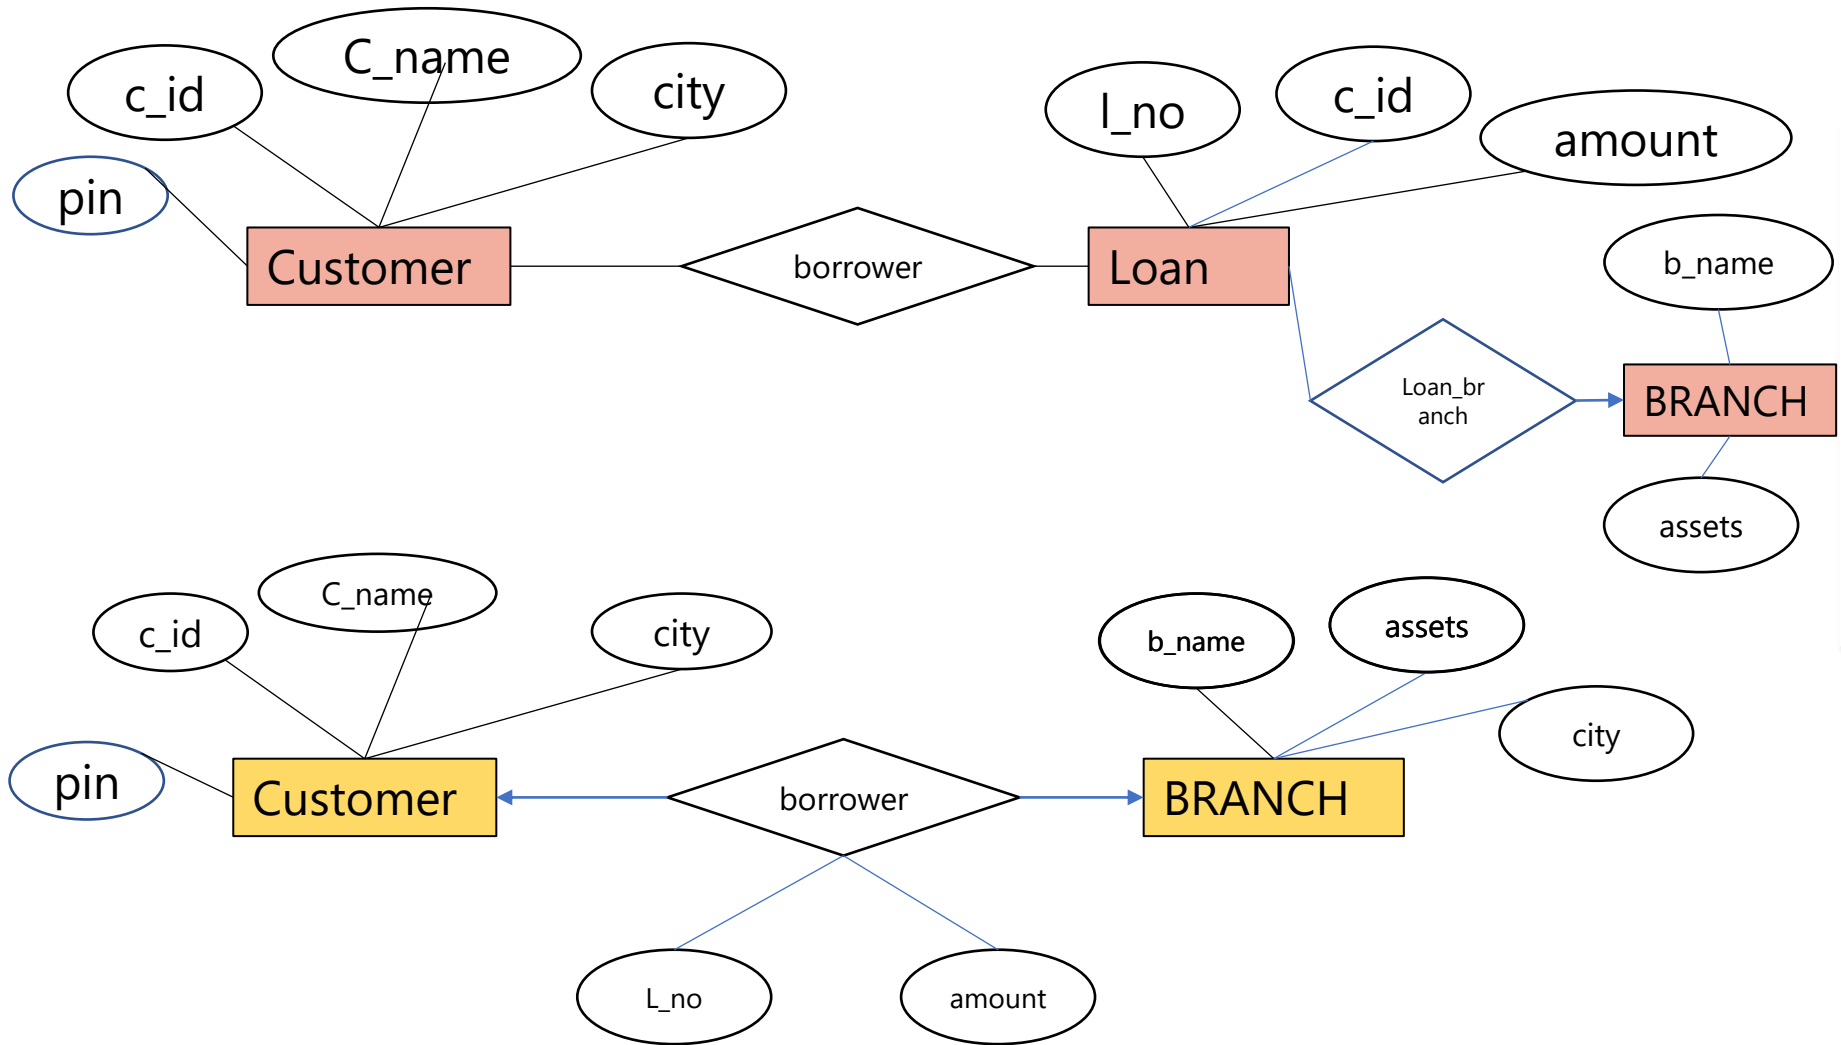 C_name
c_id
city
pin
l_no
c_id
amount
Customer
borrower
Loan
b_name
Loan_br
anch
BRANCH
assets
C_name
c_id
city
pin
b_name
assets
city
Customer
borrower
BRANCH
L_no
amount